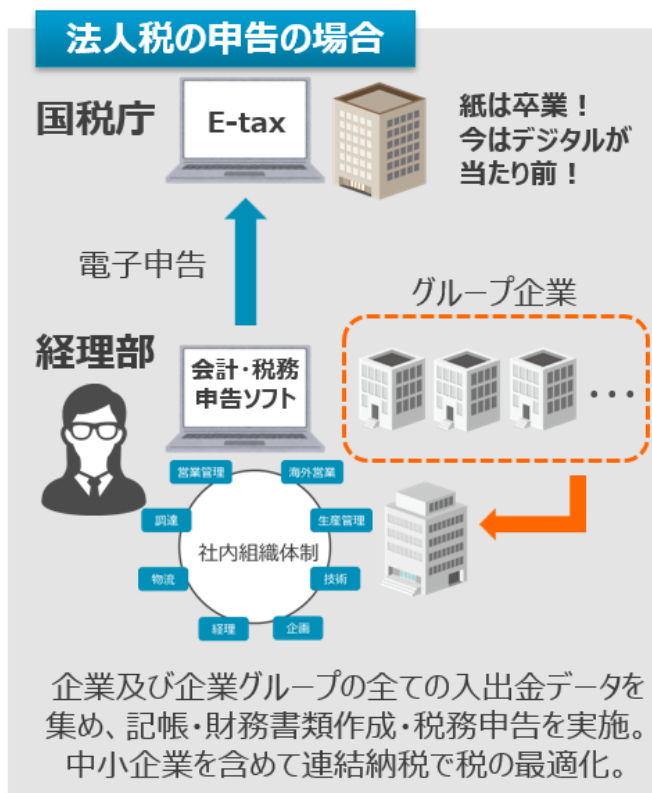 法人税の申告の場合
国税庁
E-tax
紙は卒業！
今はデジタルが
当たり前！
電子申告
グループ企業
経理部
会計・税務
申告ソフト
・・・
営業管理
海外営業
調達
生産管理
社内組織体制
物流
技術
経理
企画
企業及び企業グループの全ての入出金データを
集め、記帳・財務書類作成・税務申告を実施。
中小企業を含めて連結納税で税の最適化。